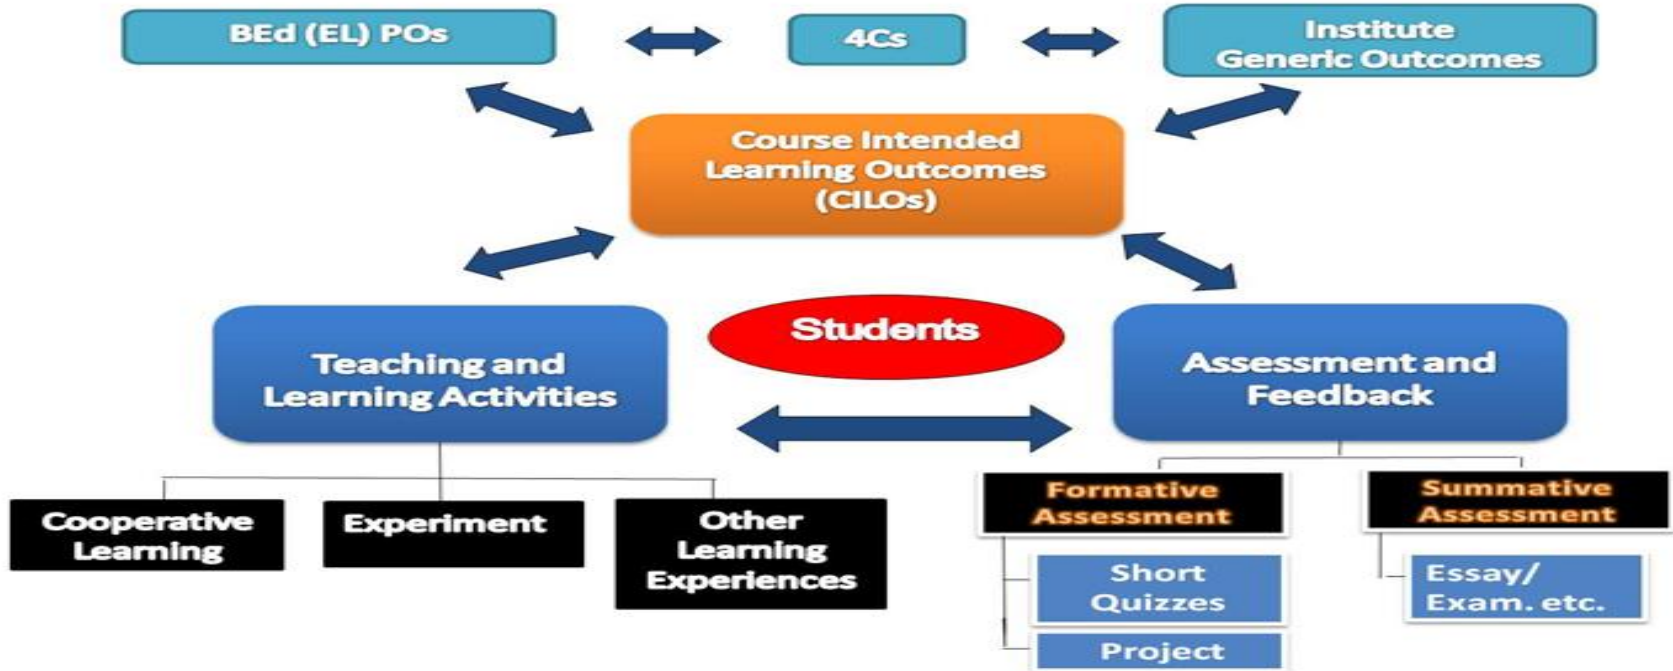 BEd (EL) POs
4Cs
Institute
Generic Outcomes
Course Intended
Learning Outcomes
(CILOs)
Students
Teaching and
Learning Activities
Assessment and
Feedback
Cooperative
Learning
Experiment
Other
Learning
Experiences
Formative
Assessment
Summative
Assessment
Short
Quizzes
Essay/
Exam. etc.
Project